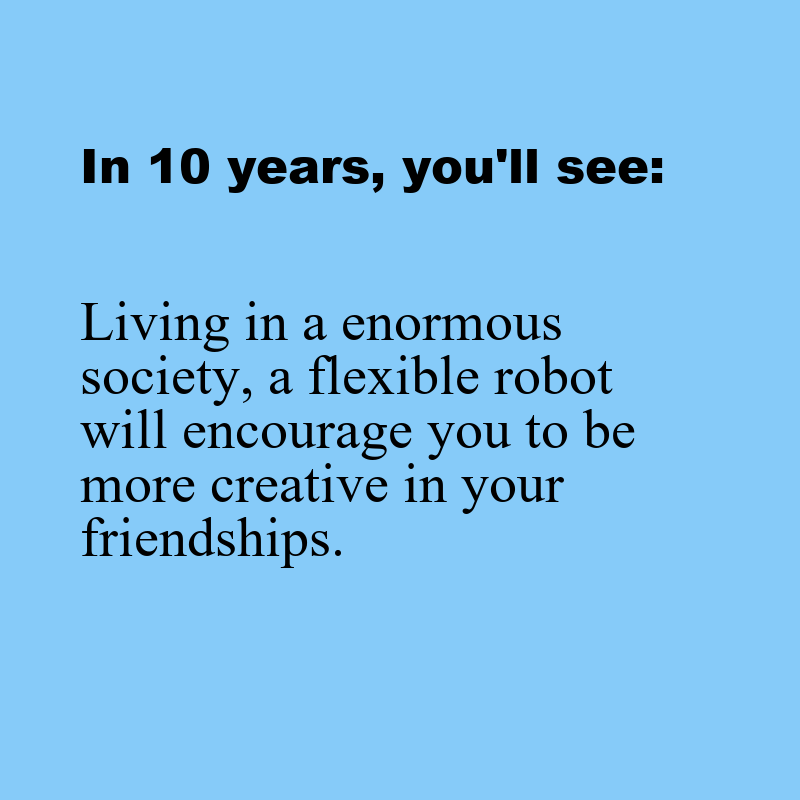 In 10 years, you'll see:
Living in a enormous
society, a flexible robot
will encourage you to be
more creative in your
friendships.